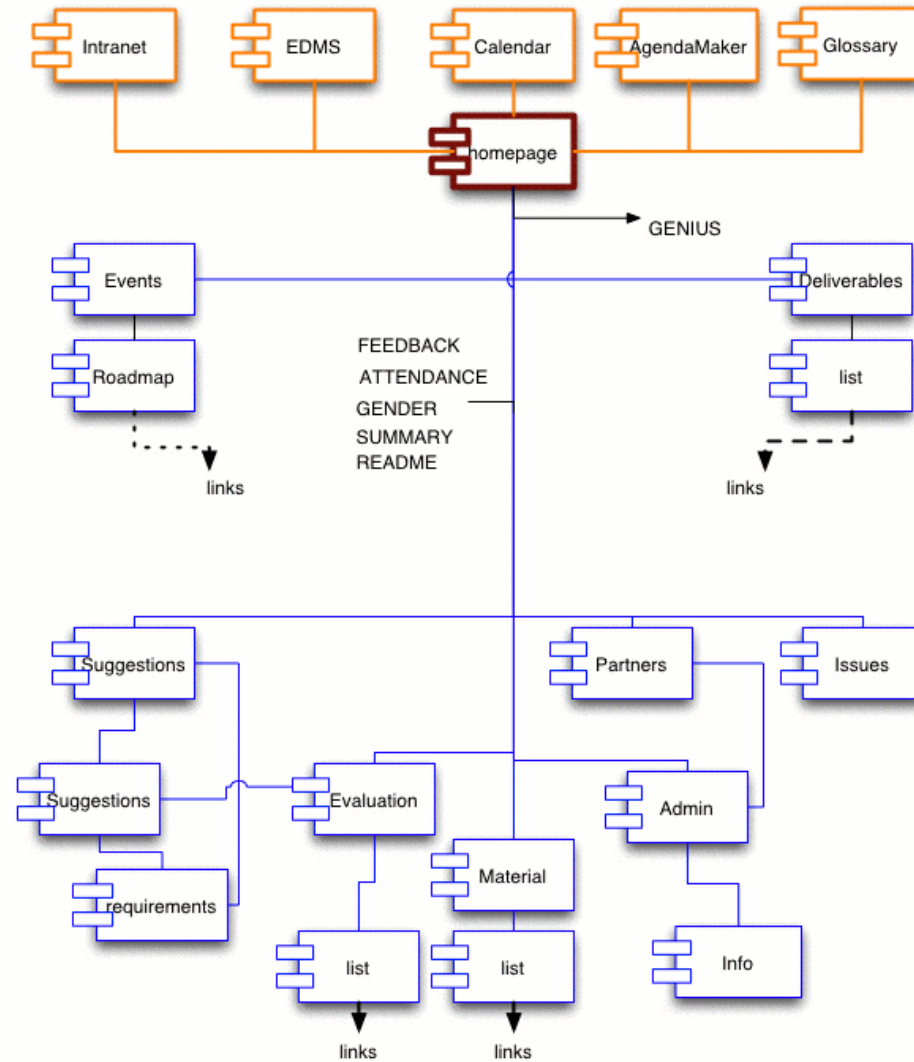 Intranet
EDMS
Calendar
AgendaMaker
Glossary
homepage
GENIUS
Events
Deliverables
Roadmap
list
links
links
FEEDBACK
ATTENDANCE
GENDER
SUMMARY
README
Suggestions
Partners
Issues
Suggestions
Evaluation
Admin
Material
requirements
list
list
Info
links
links